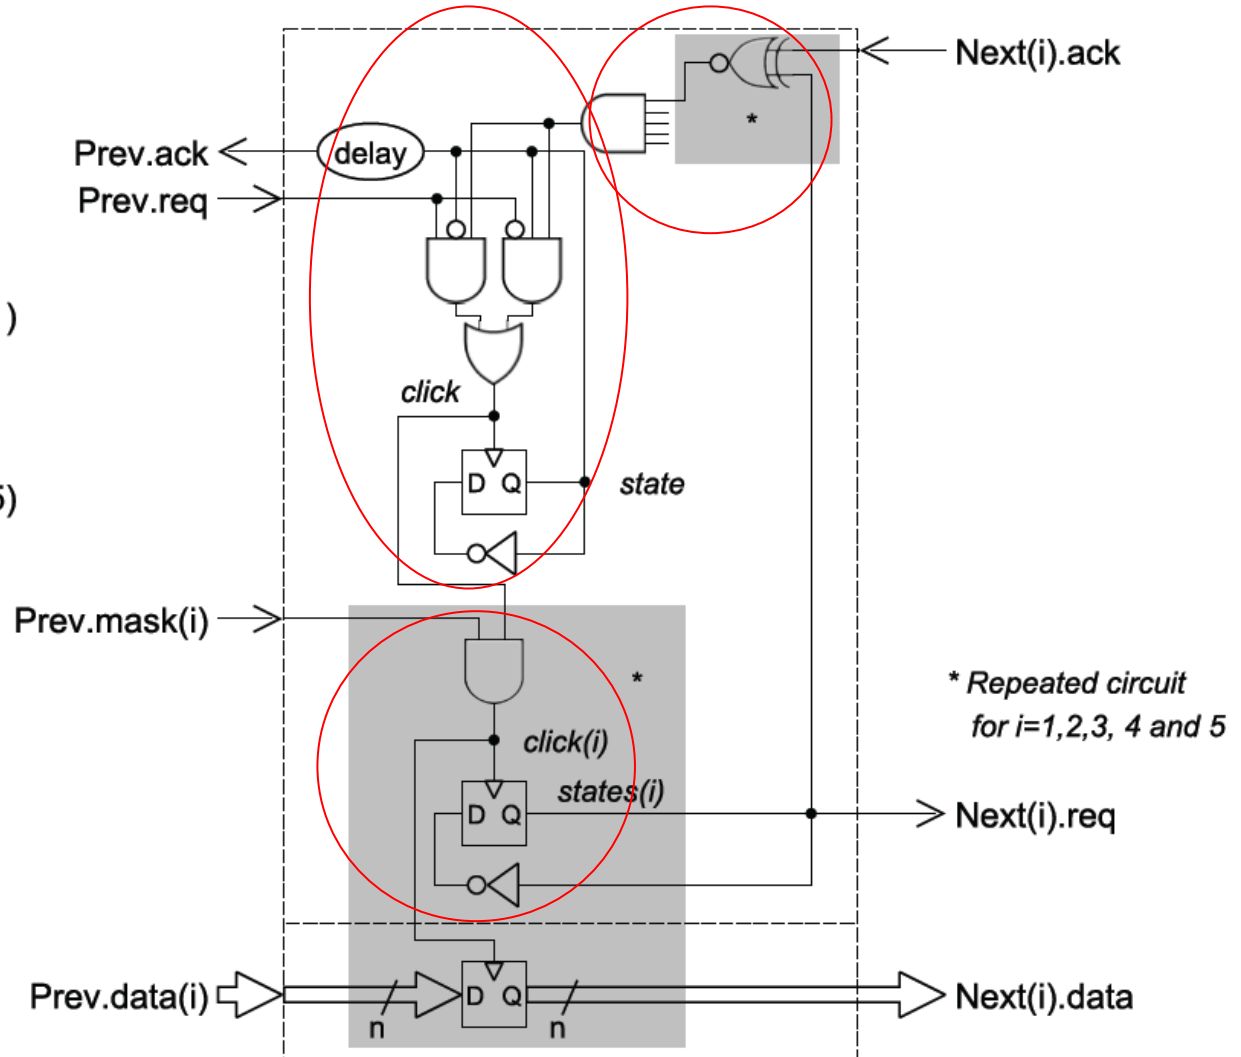 Next(i).ack
*
Prev.ack
delay
Prev.req
)
click
D Q
state
5)
Prev.mask(i)
*
* Repeated circuit
for i=1,2,3, 4 and 5
click(i)
states(i)
D Q
Next(i).req
Prev.data(i)
n
D Q
n
Next(i).data